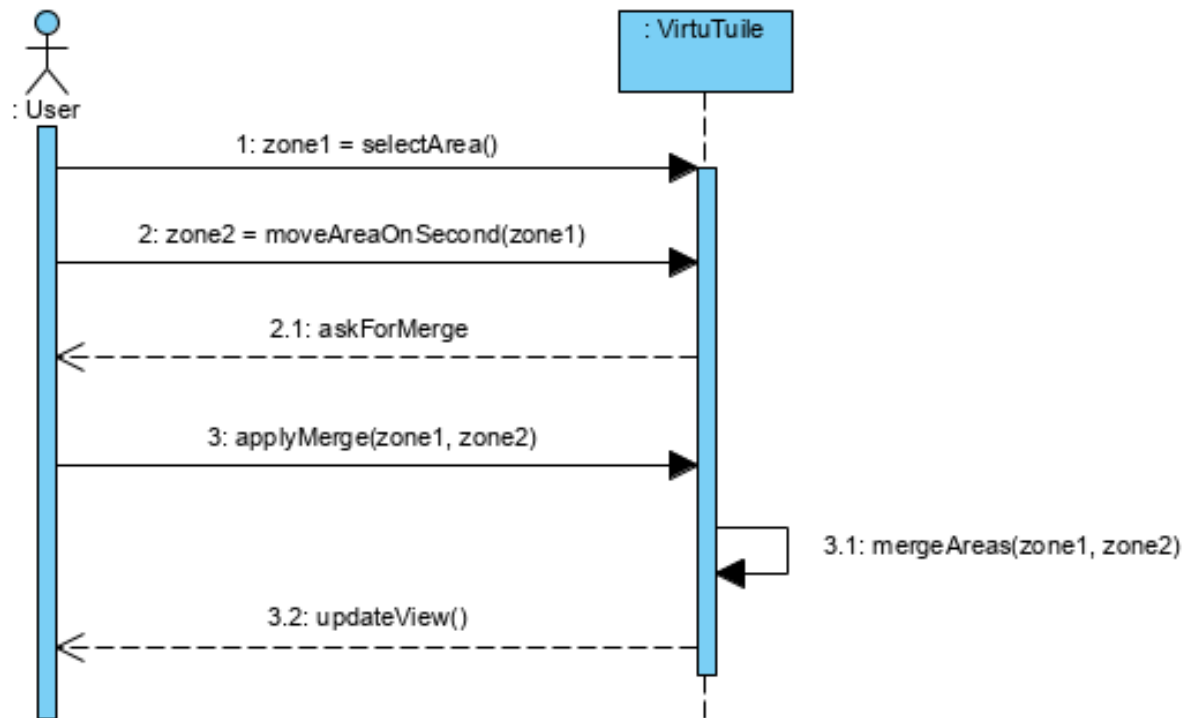 : User
: VirtuTuile
1: zone1 = selectArea()
2: zone2 = moveAreaOnSecond(zone1)
2.1: askForMerge
3: applyMerge(zone1, zone2)
3.1: mergeAreas(zone1, zone2)
3.2: updateView()